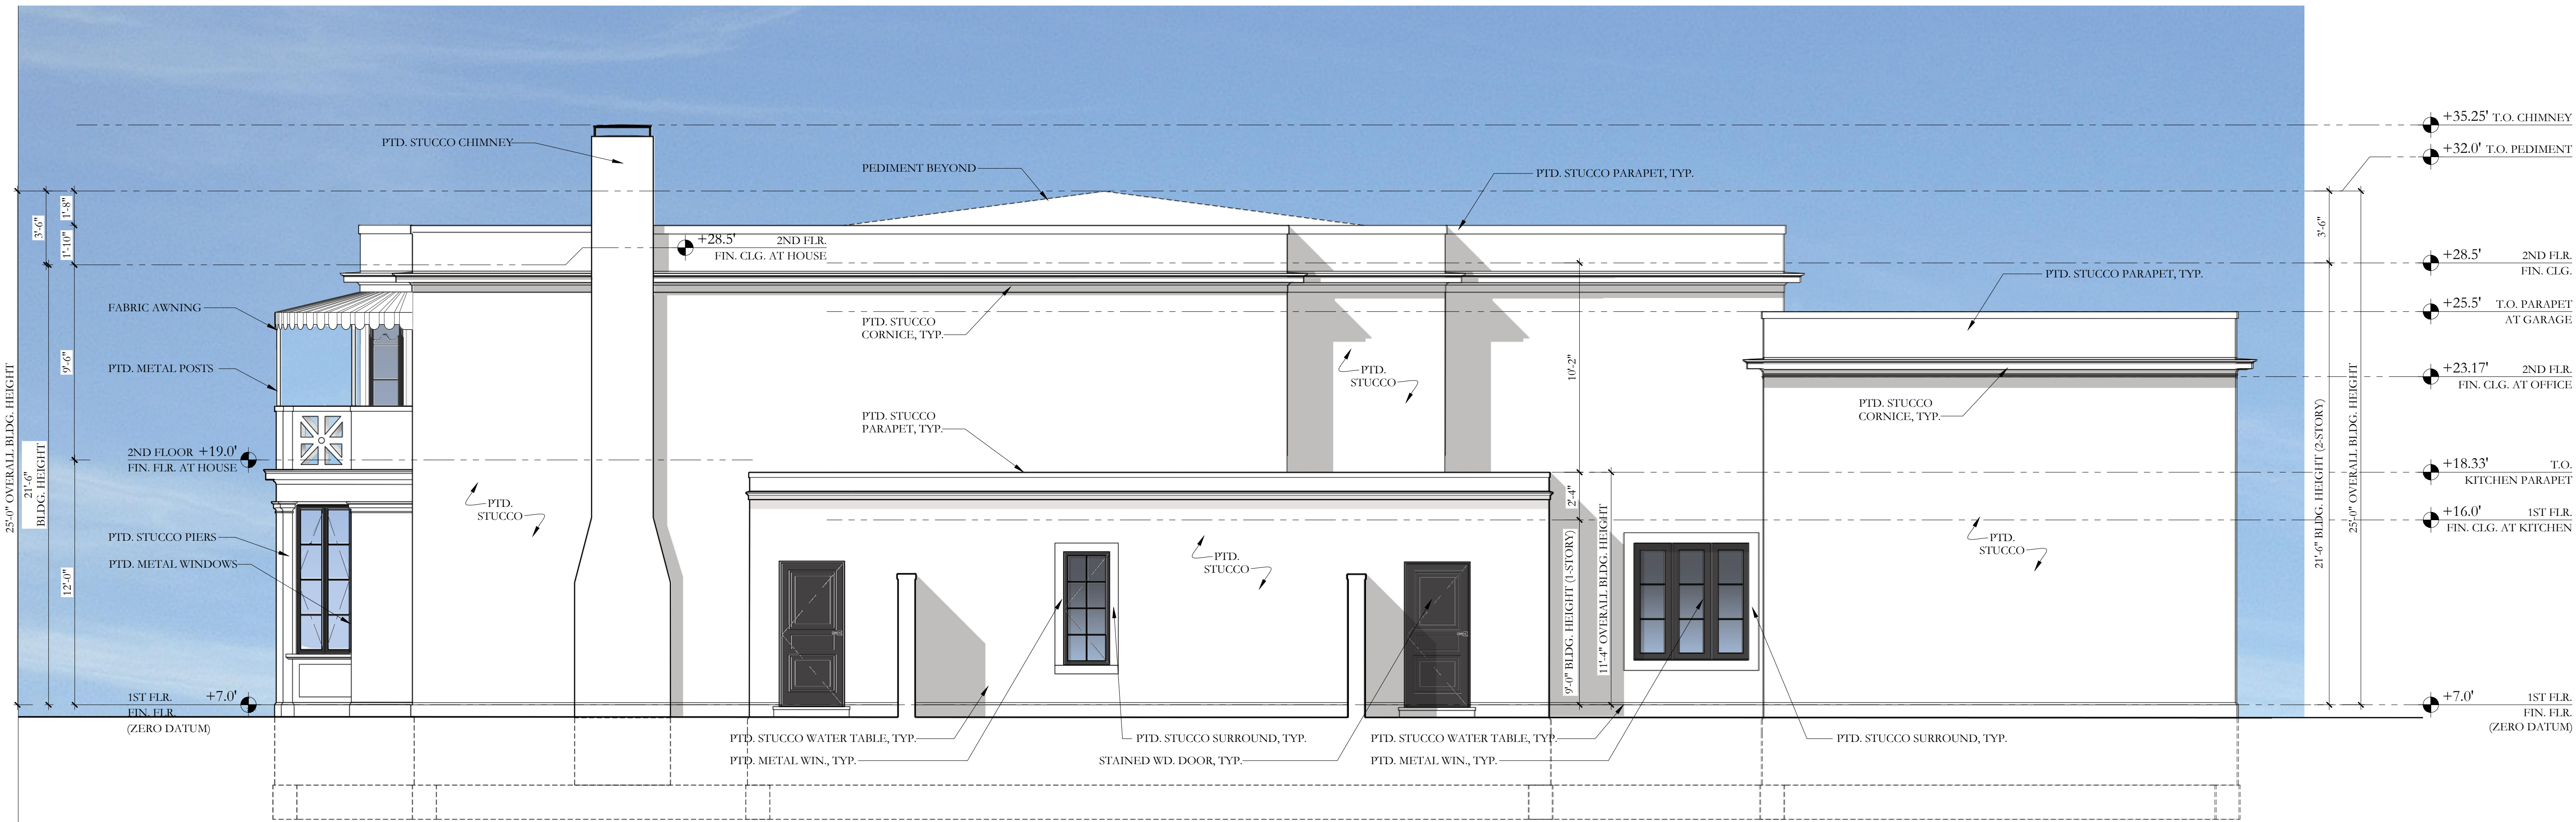 +35.25' T.O. CHIMNEY
PTD. STUCCO CHIMNEY
+32.0' T.O. PEDIMENT
PEDIMENT BEYOND
PTD. STUCCO PARAPET, TYP.
1'-8"
3'-6"
1'-10"
3'-6"
+28.5' 2ND FLR.
FIN. CLG. AT HOUSE
+28.5' 2ND FLR.
FIN. CLG.
PTD. STUCCO PARAPET, TYP.
FABRIC AWNING
+25.5' T.O. PARAPET
AT GARAGE
PTD. STUCCO
CORNICE, TYP.
PTD. METAL POSTS
9'-6"
10'-2"
PTD.
STUCCO
+23.17' 2ND FLR.
FIN. CLG. AT OFFICE
PTD. STUCCO
CORNICE, TYP.
PTD. STUCCO
PARAPET, TYP.
25'-0" OVERALL BLDG. HEIGHT
21'-6"
BLDG. HEIGHT
2ND FLOOR +19.0'
FIN. FLR. AT HOUSE
21'-6" BLDG. HEIGHT (2-STORY)
25'-0" OVERALL BLDG. HEIGHT
+18.33' T.O.
KITCHEN PARAPET
PTD.
STUCCO
2'-4"
+16.0' 1ST FLR.
FIN. CLG. AT KITCHEN
PTD. STUCCO PIERS
PTD.
STUCCO
PTD.
STUCCO
PTD. METAL WINDOWS
12'-0"
9'-0" BLDG. HEIGHT (1-STORY)
11'-4" OVERALL BLDG. HEIGHT
1ST FLR. +7.0'
FIN. FLR.
(ZERO DATUM)
+7.0' 1ST FLR.
FIN. FLR.
(ZERO DATUM)
PTD. STUCCO WATER TABLE, TYP.
PTD. STUCCO SURROUND, TYP.
PTD. STUCCO WATER TABLE, TYP.
PTD. STUCCO SURROUND, TYP.
PTD. METAL WIN., TYP.
STAINED WD. DOOR, TYP.
PTD. METAL WIN., TYP.